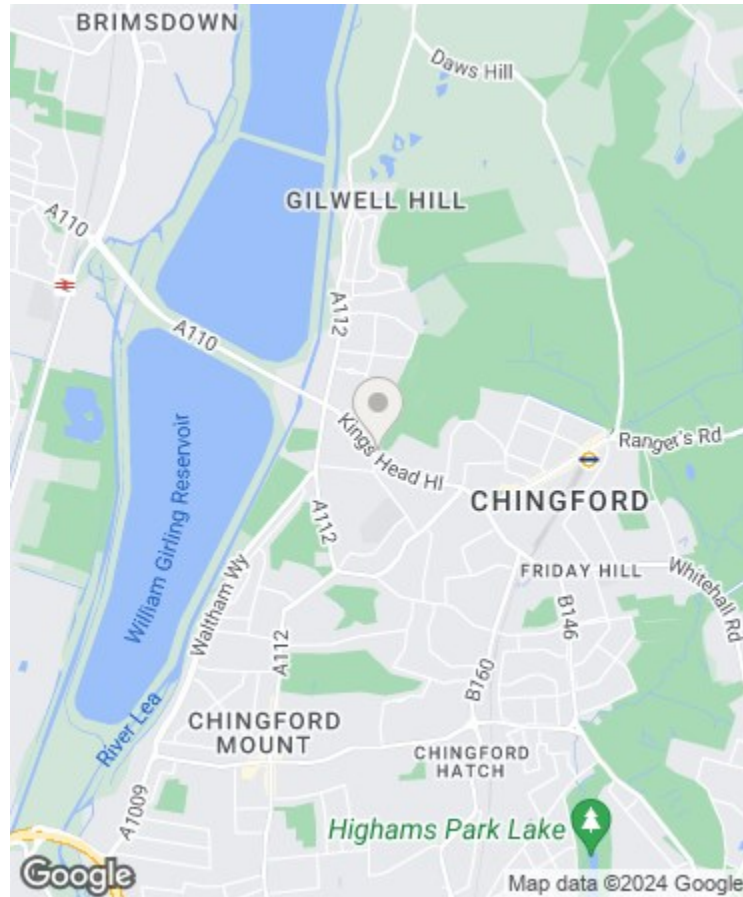 BRIMSDOWN
Daws Hill
GILWELL HILL
A110
A112
A110
Kings Head Hl
Ranger's Rd
CHINGFORD
William Girling Reservoir
A112
FRIDAY HILL
Whitehall Rd
Waltham Wy
B146
A112
B160
River Lea
CHINGFORD
MOUNT
CHINGFORD
HATCH
A1009
Highams Park Lake
Google
Map data ©2024 Google